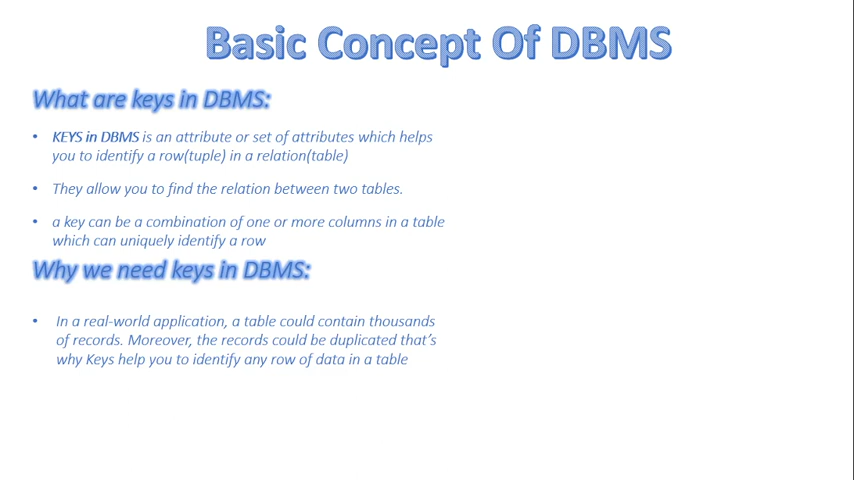 Basic Concept Of DBMS
What are keys in DBMS:
• KEYS in DBMS is an attribute or set of attributes which helps
you to identify a row(tuple) in a relation(table)
• They allow you to find the relation between two tables.
• a key can be a combination of one or more columns in a table
which can uniquely identify a row
Why we need keys in DBMS:
• In a real-world application, a table could contain thousands
of records. Moreover, the records could be duplicated that’s
why Keys help you to identify any row of data in a table